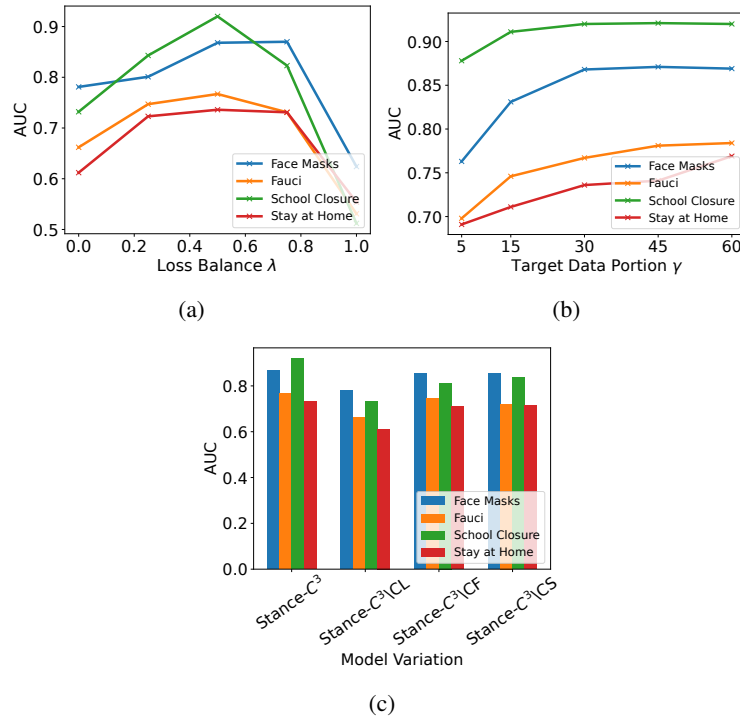 0.9
0.8
0.7
0.6
0.5
AUC
Face Masks
Fauci
School Closure
Stay at Home
0.0 0.2 0.4 0.6 0.8 1.0
Loss Balance λ
(a)
0.90
0.85
0.80
0.75
0.70
AUC
Face Masks
Fauci
School Closure
Stay at Home
5 15 30 45 60
Target Data Portion γ
(b)
0.8
0.6
0.4
0.2
0.0
AUC
Face Masks
Fauci
School Closure
Stay at Home
Stance-C³ Stance-C³\CL Stance-C³\CF Stance-C³\CS
Model Variation
(c)